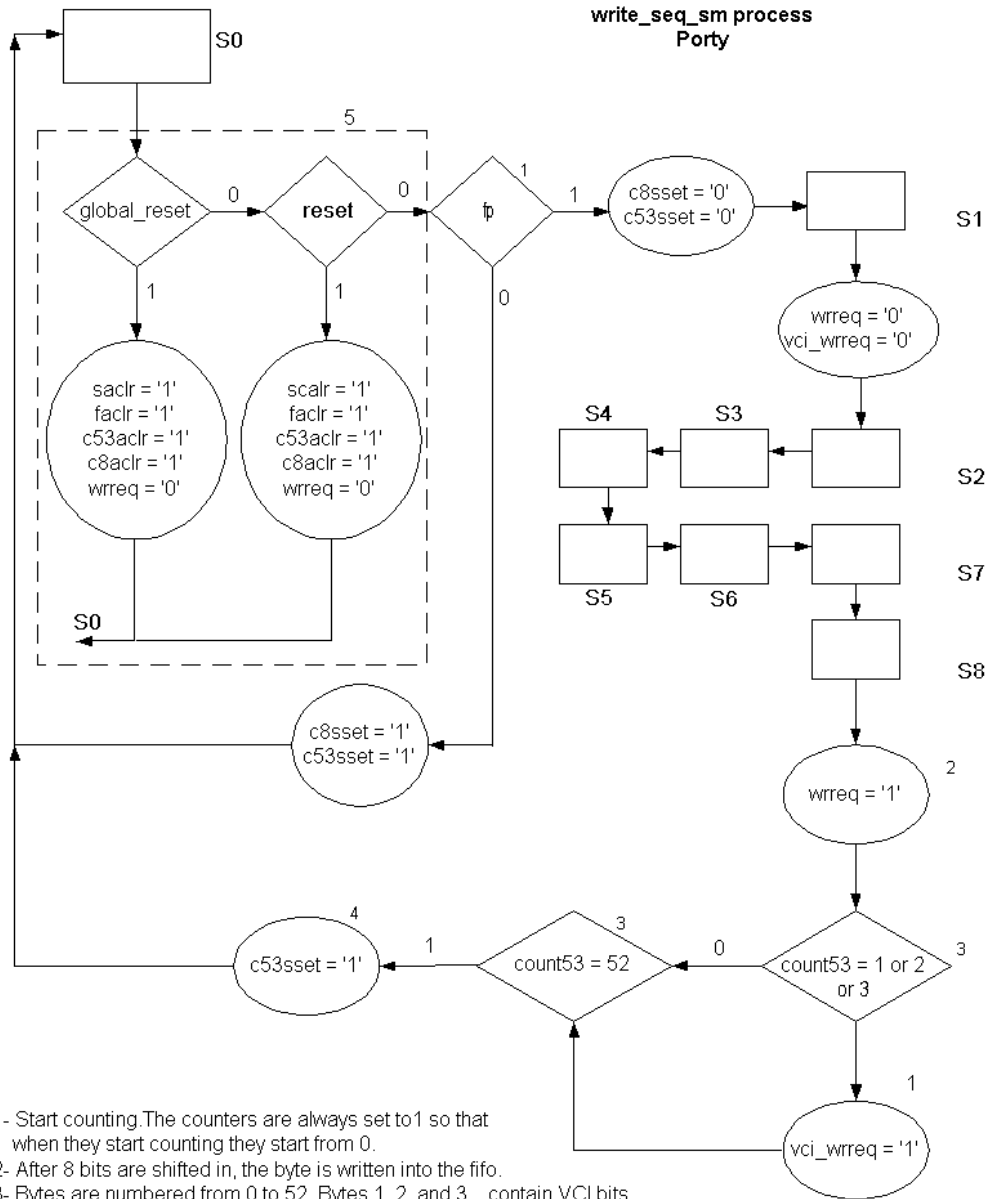 write_seq_sm process
Porty
S0
5
global_reset
0
reset
0
fp
1
1
c8sset = '0'
c53sset = '0'
S1
1
1
0
wrreq = '0'
vci_wrreq = '0'
saclr = '1'
faclr = '1'
c53aclr = '1'
c8aclr = '1'
wrreq = '0'
scalr = '1'
faclr = '1'
c53aclr = '1'
c8aclr = '1'
wrreq = '0'
S4
S3
S2
S5
S6
S7
S0
S8
c8sset = '1'
c53sset = '1'
2
wrreq = '1'
4
c53sset = '1'
1
3
count53 = 52
0
3
count53 = 1 or 2
or 3
1
vci_wrreq = '1'
- Start counting.The counters are always set to1 so that
when they start counting they start from 0.
2- After 8 bits are shifted in, the byte is written into the fifo.
3- Bytes are numbered from 0 to 52. Bytes 1, 2, and 3 contain VCI bits